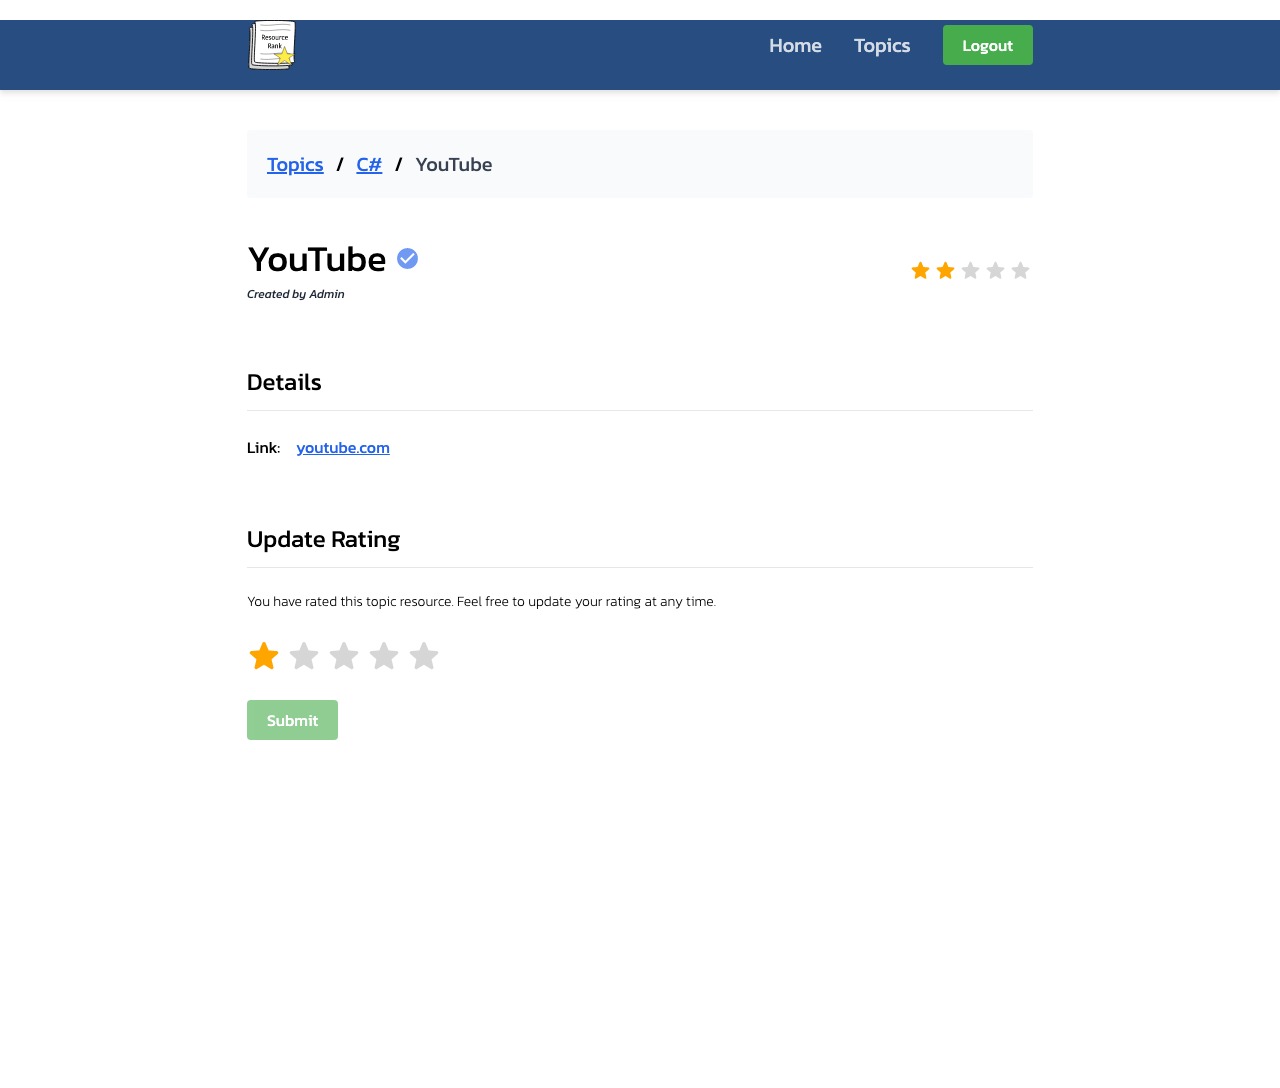 Resource
Rank
Home Topics Logout
Topics / C# / YouTube
YouTube
Created by Admin
Details
Link: youtube.com
Update Rating
You have rated this topic resource. Feel free to update your rating at any time.
Submit